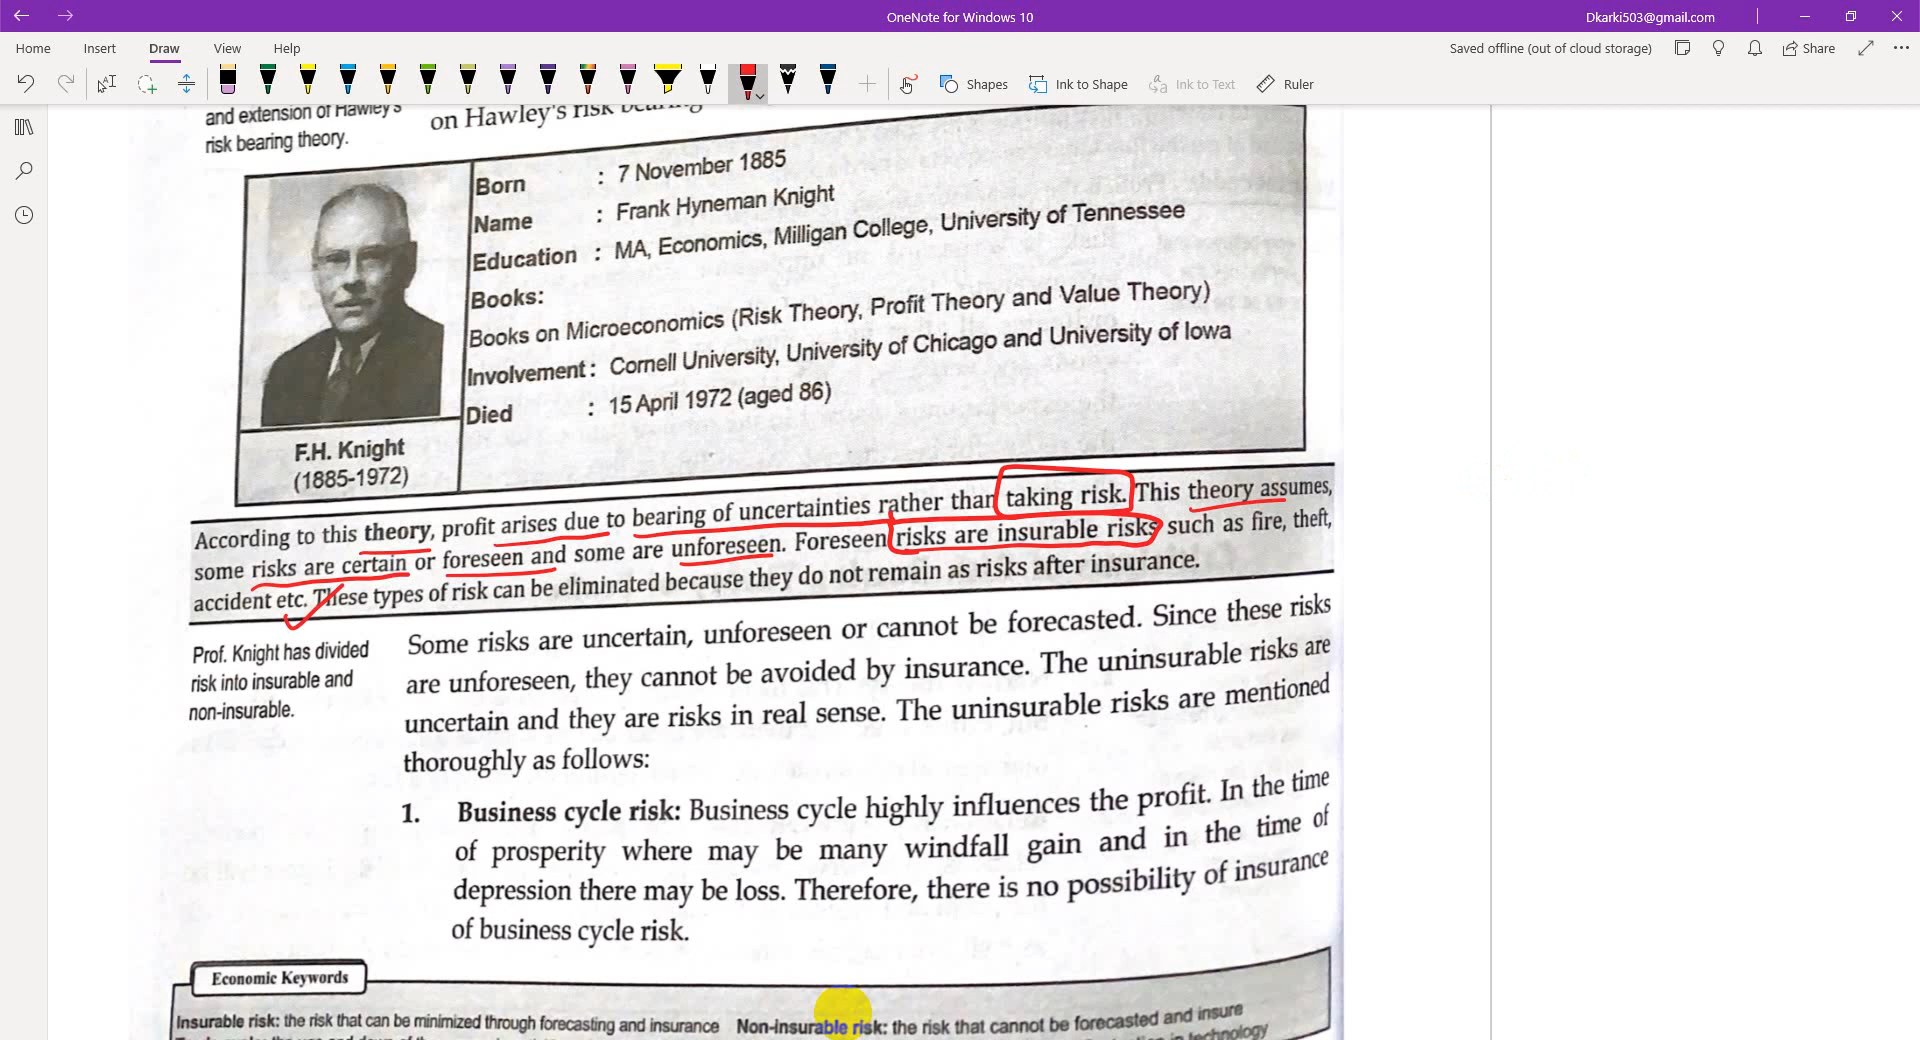 OneNote for Windows 10
Dkarki503@gmail.com
Home Insert Draw View Help
Saved offline (out of cloud storage)
Share
Shapes
Ink to Shape
Ink to Text
Ruler
and extension of Hawley's
risk bearing theory.
on Hawley's risk bearing
Born : 7 November 1885
Name : Frank Hyneman Knight
Education : MA, Economics, Milligan College, University of Tennessee
Books:
Books on Microeconomics (Risk Theory, Profit Theory and Value Theory)
Involvement : Cornell University, University of Chicago and University of Iowa
Died : 15 April 1972 (aged 86)
F.H. Knight
(1885-1972)
According to this theory, profit arises due to bearing of uncertainties rather than taking risk. This theory assumes,
some risks are certain or foreseen and some are unforeseen. Foreseen risks are insurable risks such as fire, theft,
accident etc. These types of risk can be eliminated because they do not remain as risks after insurance.
Prof. Knight has divided
risk into insurable and
non-insurable.
Some risks are uncertain, unforeseen or cannot be forecasted. Since these risks
are unforeseen, they cannot be avoided by insurance. The uninsurable risks are
uncertain and they are risks in real sense. The uninsurable risks are mentioned
thoroughly as follows:
1. Business cycle risk: Business cycle highly influences the profit. In the time
of prosperity where may be many windfall gain and in the time of
depression there may be loss. Therefore, there is no possibility of insurance
of business cycle risk.
Economic Keywords
Insurable risk: the risk that can be minimized through forecasting and insurance
Non-insurable risk: the risk that cannot be forecasted and insure
in technology